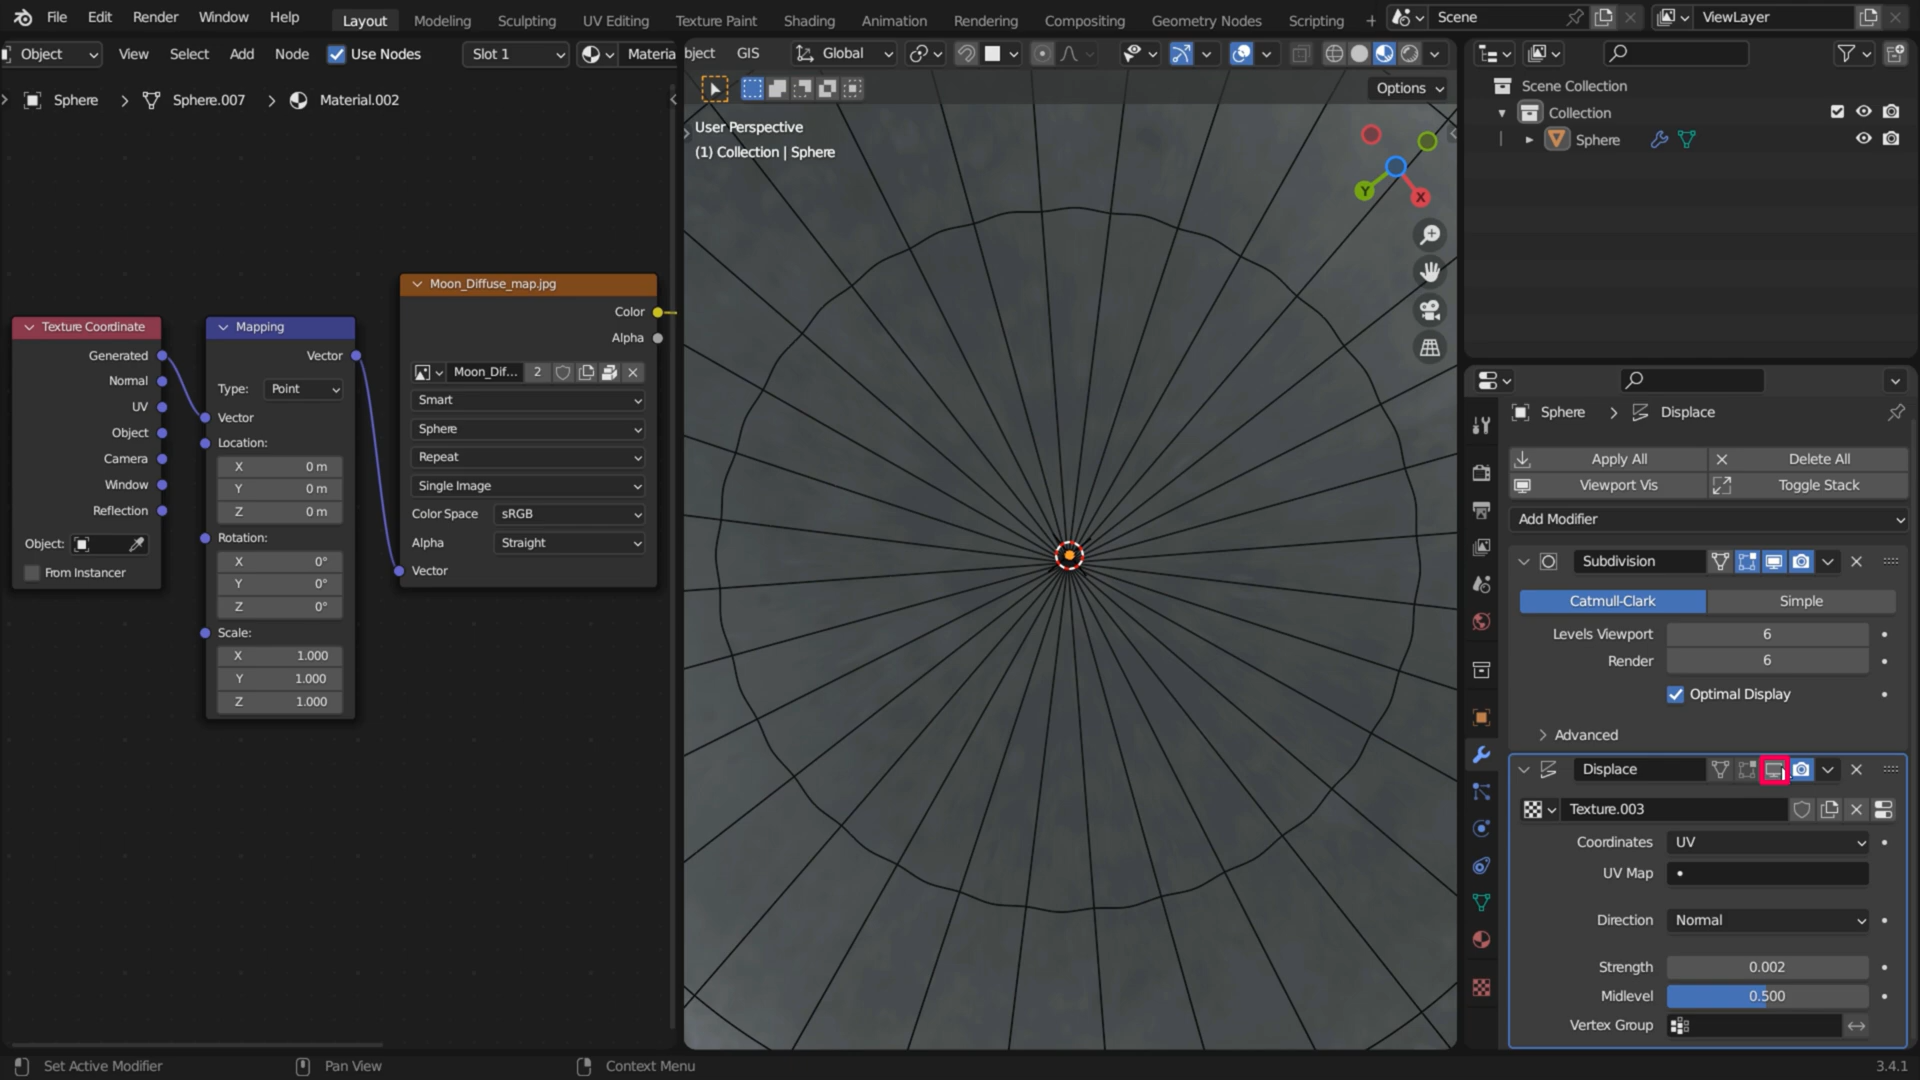 File Edit Render Window Help Layout Modeling Sculpting UV Editing Texture Paint Shading Animation Rendering Compositing Geometry Nodes Scripting + Scene ViewLayer
Object View Select Add Node Use Nodes Slot 1 Materia bject GIS Global
Sphere > Sphere.007 > Material.002
Options
User Perspective
(1) Collection | Sphere
Y
X
Scene Collection
Collection
Sphere
Texture Coordinate
Generated
Normal
UV
Object
Camera
Window
Reflection
Object:
From Instancer
Mapping
Vector
Type: Point
Vector
Location:
X 0 m
Y 0 m
Z 0 m
Rotation:
X 0°
Y 0°
Z 0°
Scale:
X 1.000
Y 1.000
Z 1.000
Moon_Diffuse_map.jpg
Color
Alpha
Moon_Dif... 2
Smart
Sphere
Repeat
Single Image
Color Space sRGB
Alpha Straight
Vector
Sphere > Displace
Apply All Delete All
Viewport Vis Toggle Stack
Add Modifier
Subdivision
Catmull-Clark Simple
Levels Viewport 6
Render 6
Optimal Display
Advanced
Displace
Texture.003
Coordinates UV
UV Map
Direction Normal
Strength 0.002
Midlevel 0.500
Vertex Group
Set Active Modifier Pan View Context Menu 3.4.1